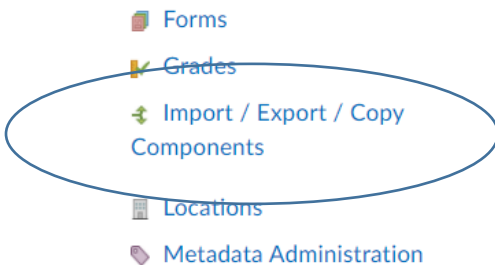 Forms
Grades
Import / Export / Copy
Components
Locations
Metadata Administration